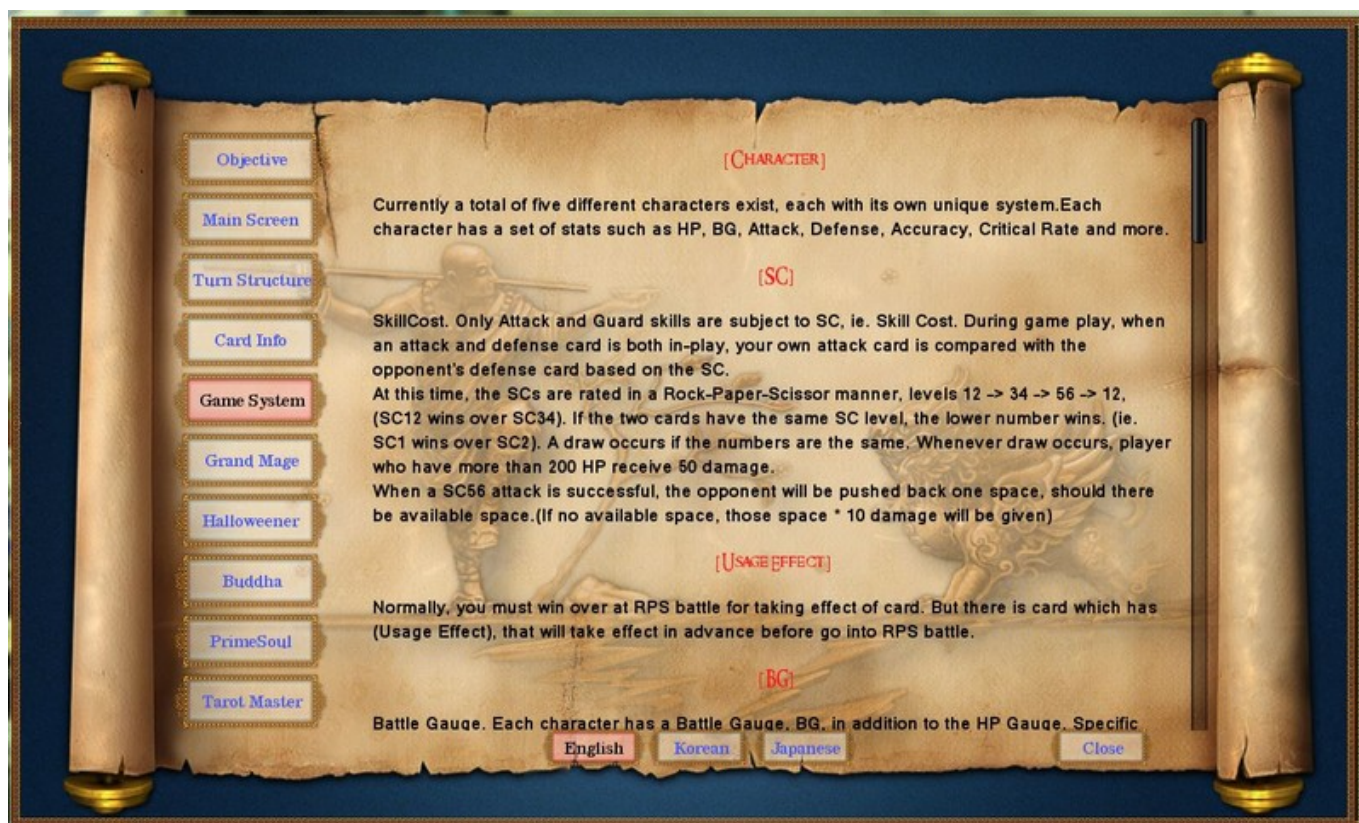 Objective
Main Screen
Turn Structure
Card Info
Game System
Grand Mage
Halloweener
Buddha
PrimeSoul
Tarot Master
[CHARACTER]
Currently a total of five different characters exist, each with its own unique system.Each
character has a set of stats such as HP, BG, Attack, Defense, Accuracy, Critical Rate and more.
[SC]
SkillCost. Only Attack and Guard skills are subject to SC, ie. Skill Cost. During game play, when
an attack and defense card is both in-play, your own attack card is compared with the
opponent's defense card based on the SC.
At this time, the SCs are rated in a Rock-Paper-Scissor manner, levels 12 -> 34 -> 56 -> 12,
(SC12 wins over SC34). If the two cards have the same SC level, the lower number wins. (ie.
SC1 wins over SC2). A draw occurs if the numbers are the same. Whenever draw occurs, player
who have more than 200 HP receive 50 damage.
When a SC56 attack is successful, the opponent will be pushed back one space, should there
be available space.(If no available space, those space * 10 damage will be given)
[USAGE EFFECT]
Normally, you must win over at RPS battle for taking effect of card. But there is card which has
(Usage Effect), that will take effect in advance before go into RPS battle.
[BG]
Battle Gauge. Each character has a Battle Gauge, BG, in addition to the HP Gauge. Specific
English
Korean
Japanese
Close